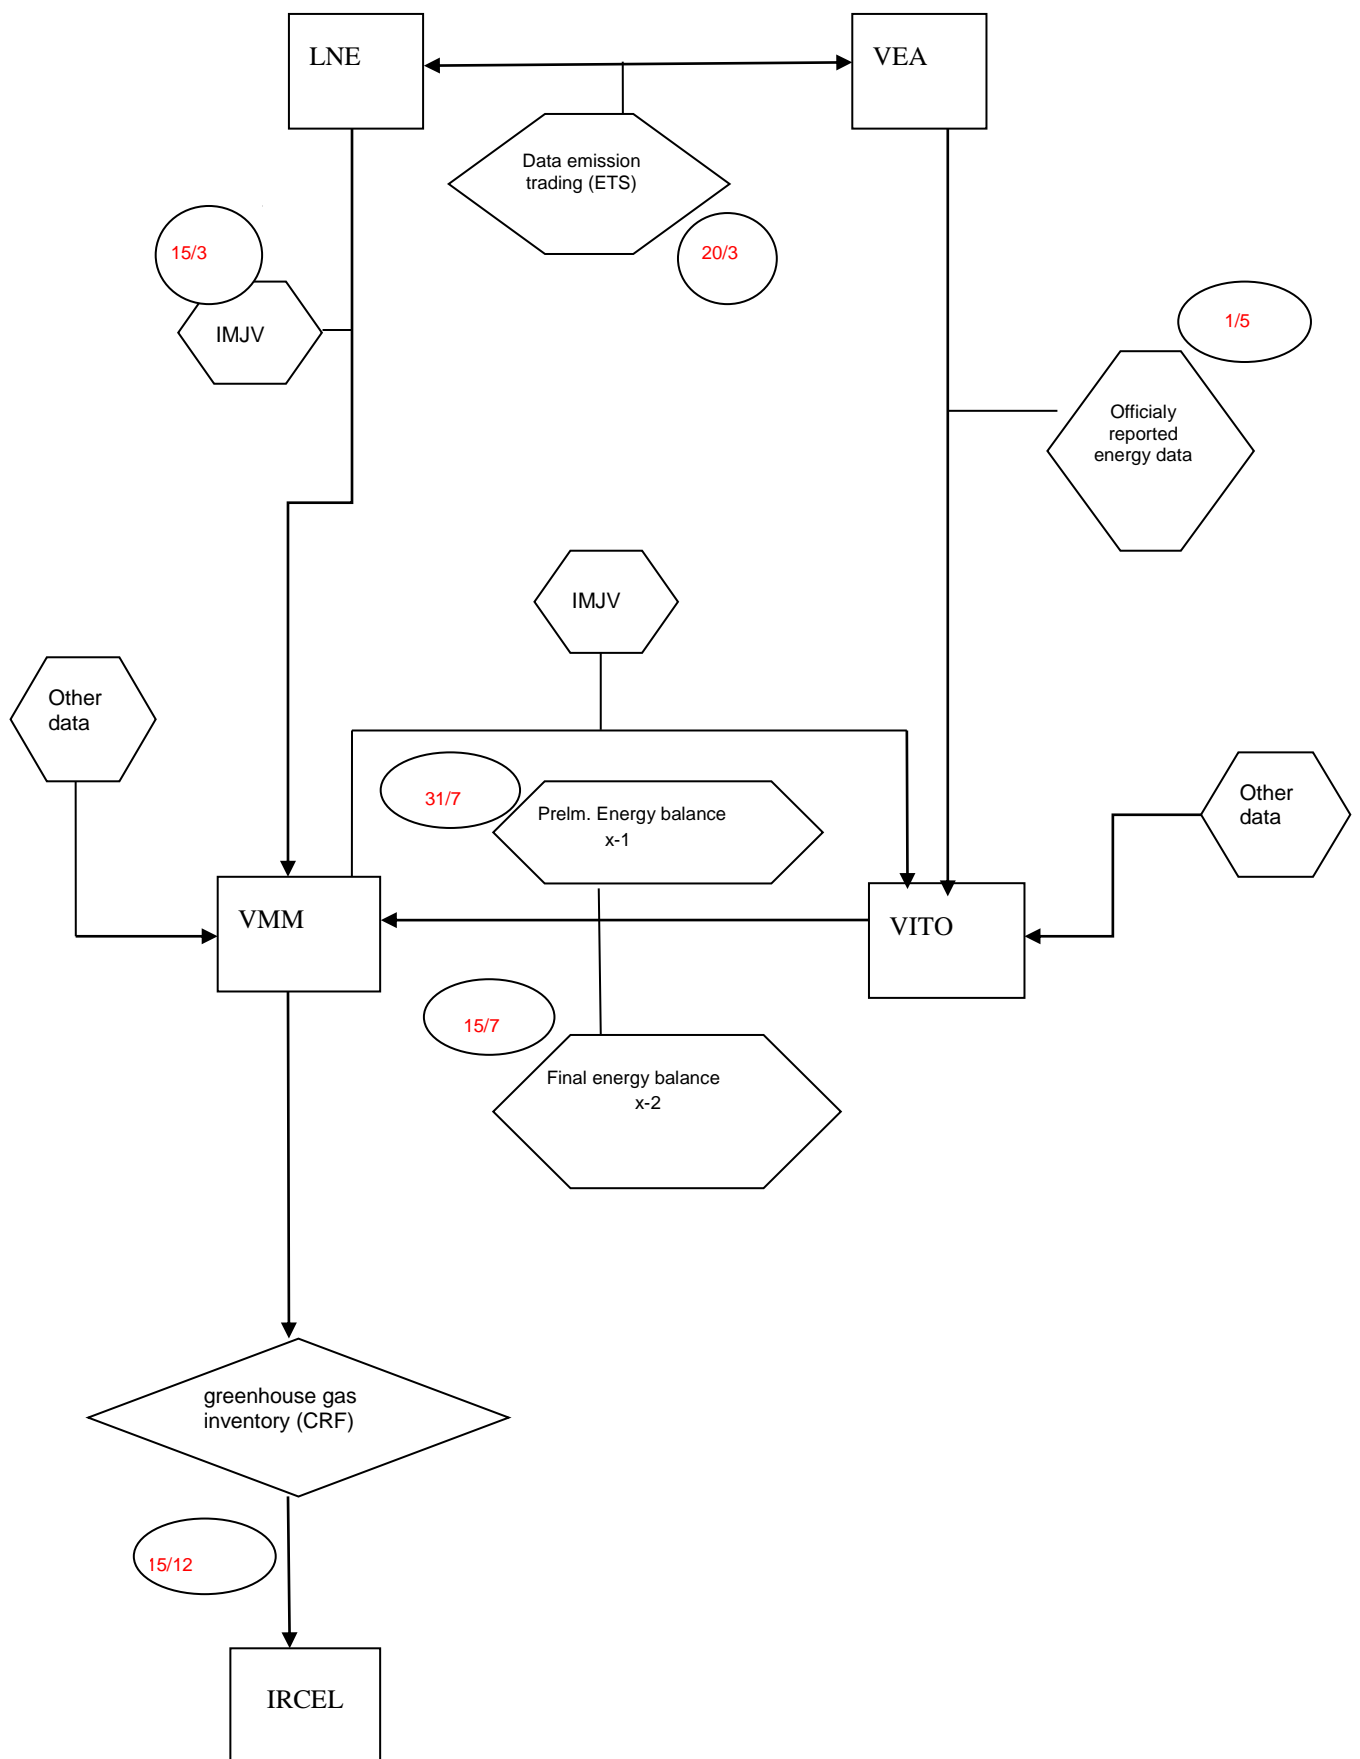 LNE
VEA
Data emission
trading (ETS)
15/3
20/3
IMJV
1/5
Officialy
reported
energy data
IMJV
Other
data
31/7
Prelm. Energy balance
x-1
Other
data
VMM
VITO
15/7
Final energy balance
x-2
greenhouse gas
inventory (CRF)
15/12
IRCEL